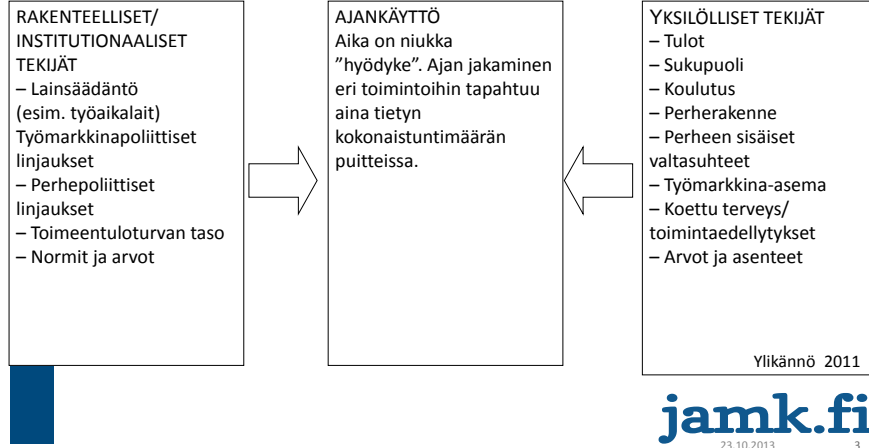 RAKENTEELLISET/
INSTITUTIONAALISET
TEKIJÄT
– Lainsäädäntö
(esim. työaikalait)
Työmarkkinapoliittiset
linjaukset
– Perhepoliittiset
linjaukset
– Toimeentuloturvan taso
– Normit ja arvot
AJANKÄYTTÖ
Aika on niukka
”hyödyke”. Ajan jakaminen
eri toimintoihin tapahtuu
aina tietyn
kokonaistuntimäärän
puitteissa.
YKSILÖLLISET TEKIJÄT
– Tulot
– Sukupuoli
– Koulutus
– Perherakenne
– Perheen sisäiset
valtasuhteet
– Työmarkkina-asema
– Koettu terveys/
toimintaedellytykset
– Arvot ja asenteet
Ylikännö 2011
jamk.fi
23.10.2013 3